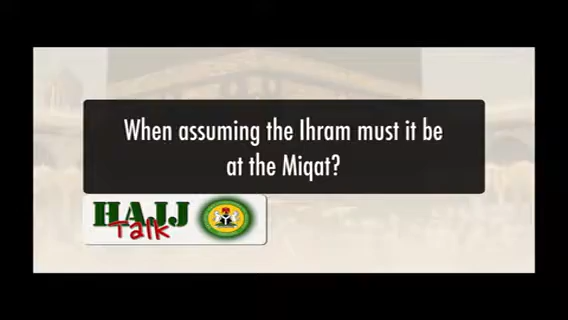 When assuming the Ihram must it be
at the Miqat?
HAJJ
Talk